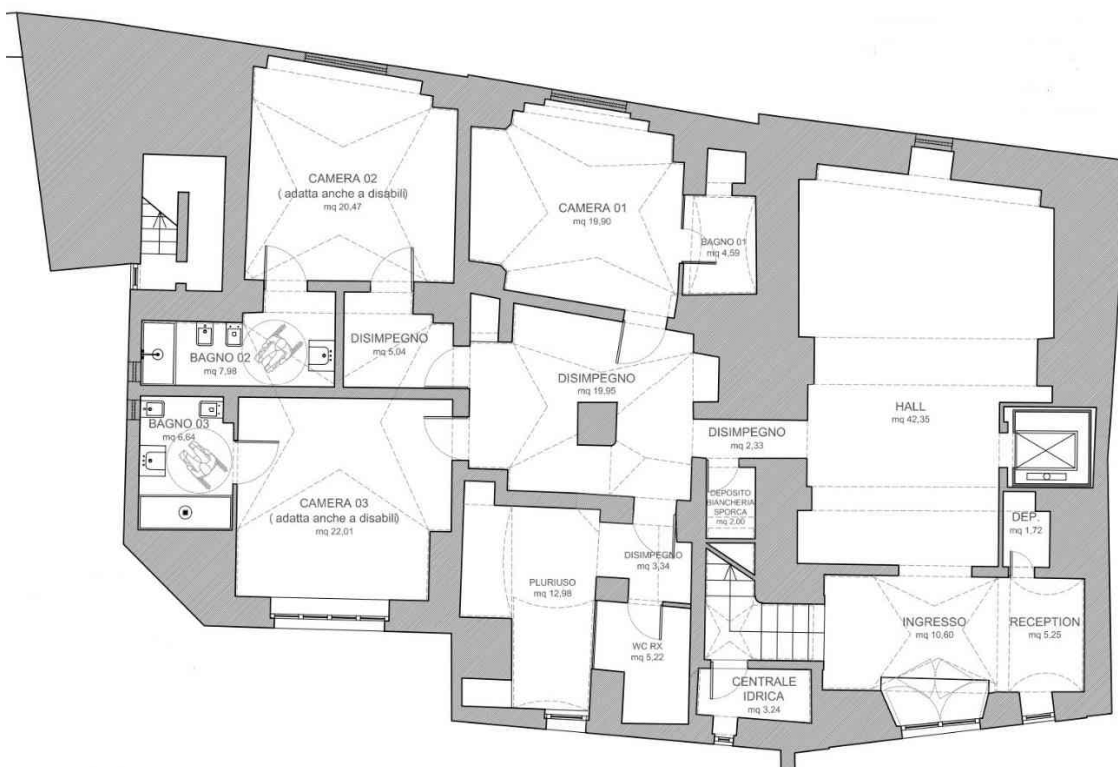 CAMERA 02
( adatta anche a disabili)
mq 20,47
CAMERA 01
mq 19,90
BAGNO 01
mq 4,59
DISIMPEGNO
mq 5,04
BAGNO 02
mq 7,98
DISIMPEGNO
mq 19,95
HALL
mq 42,35
BAGNO 03
mq 6,64
DISIMPEGNO
mq 2,33
CAMERA 03
( adatta anche a disabili)
mq 22,01
DEPOSITO
BIANCHERIA
SPORCA
mq 2,00
DEP.
mq 1,72
DISIMPEGNO
mq 3,34
PLURIUSO
mq 12,98
INGRESSO
mq 10,60
RECEPTION
mq 5,25
WC RX
mq 5,22
CENTRALE
IDRICA
mq 3,24